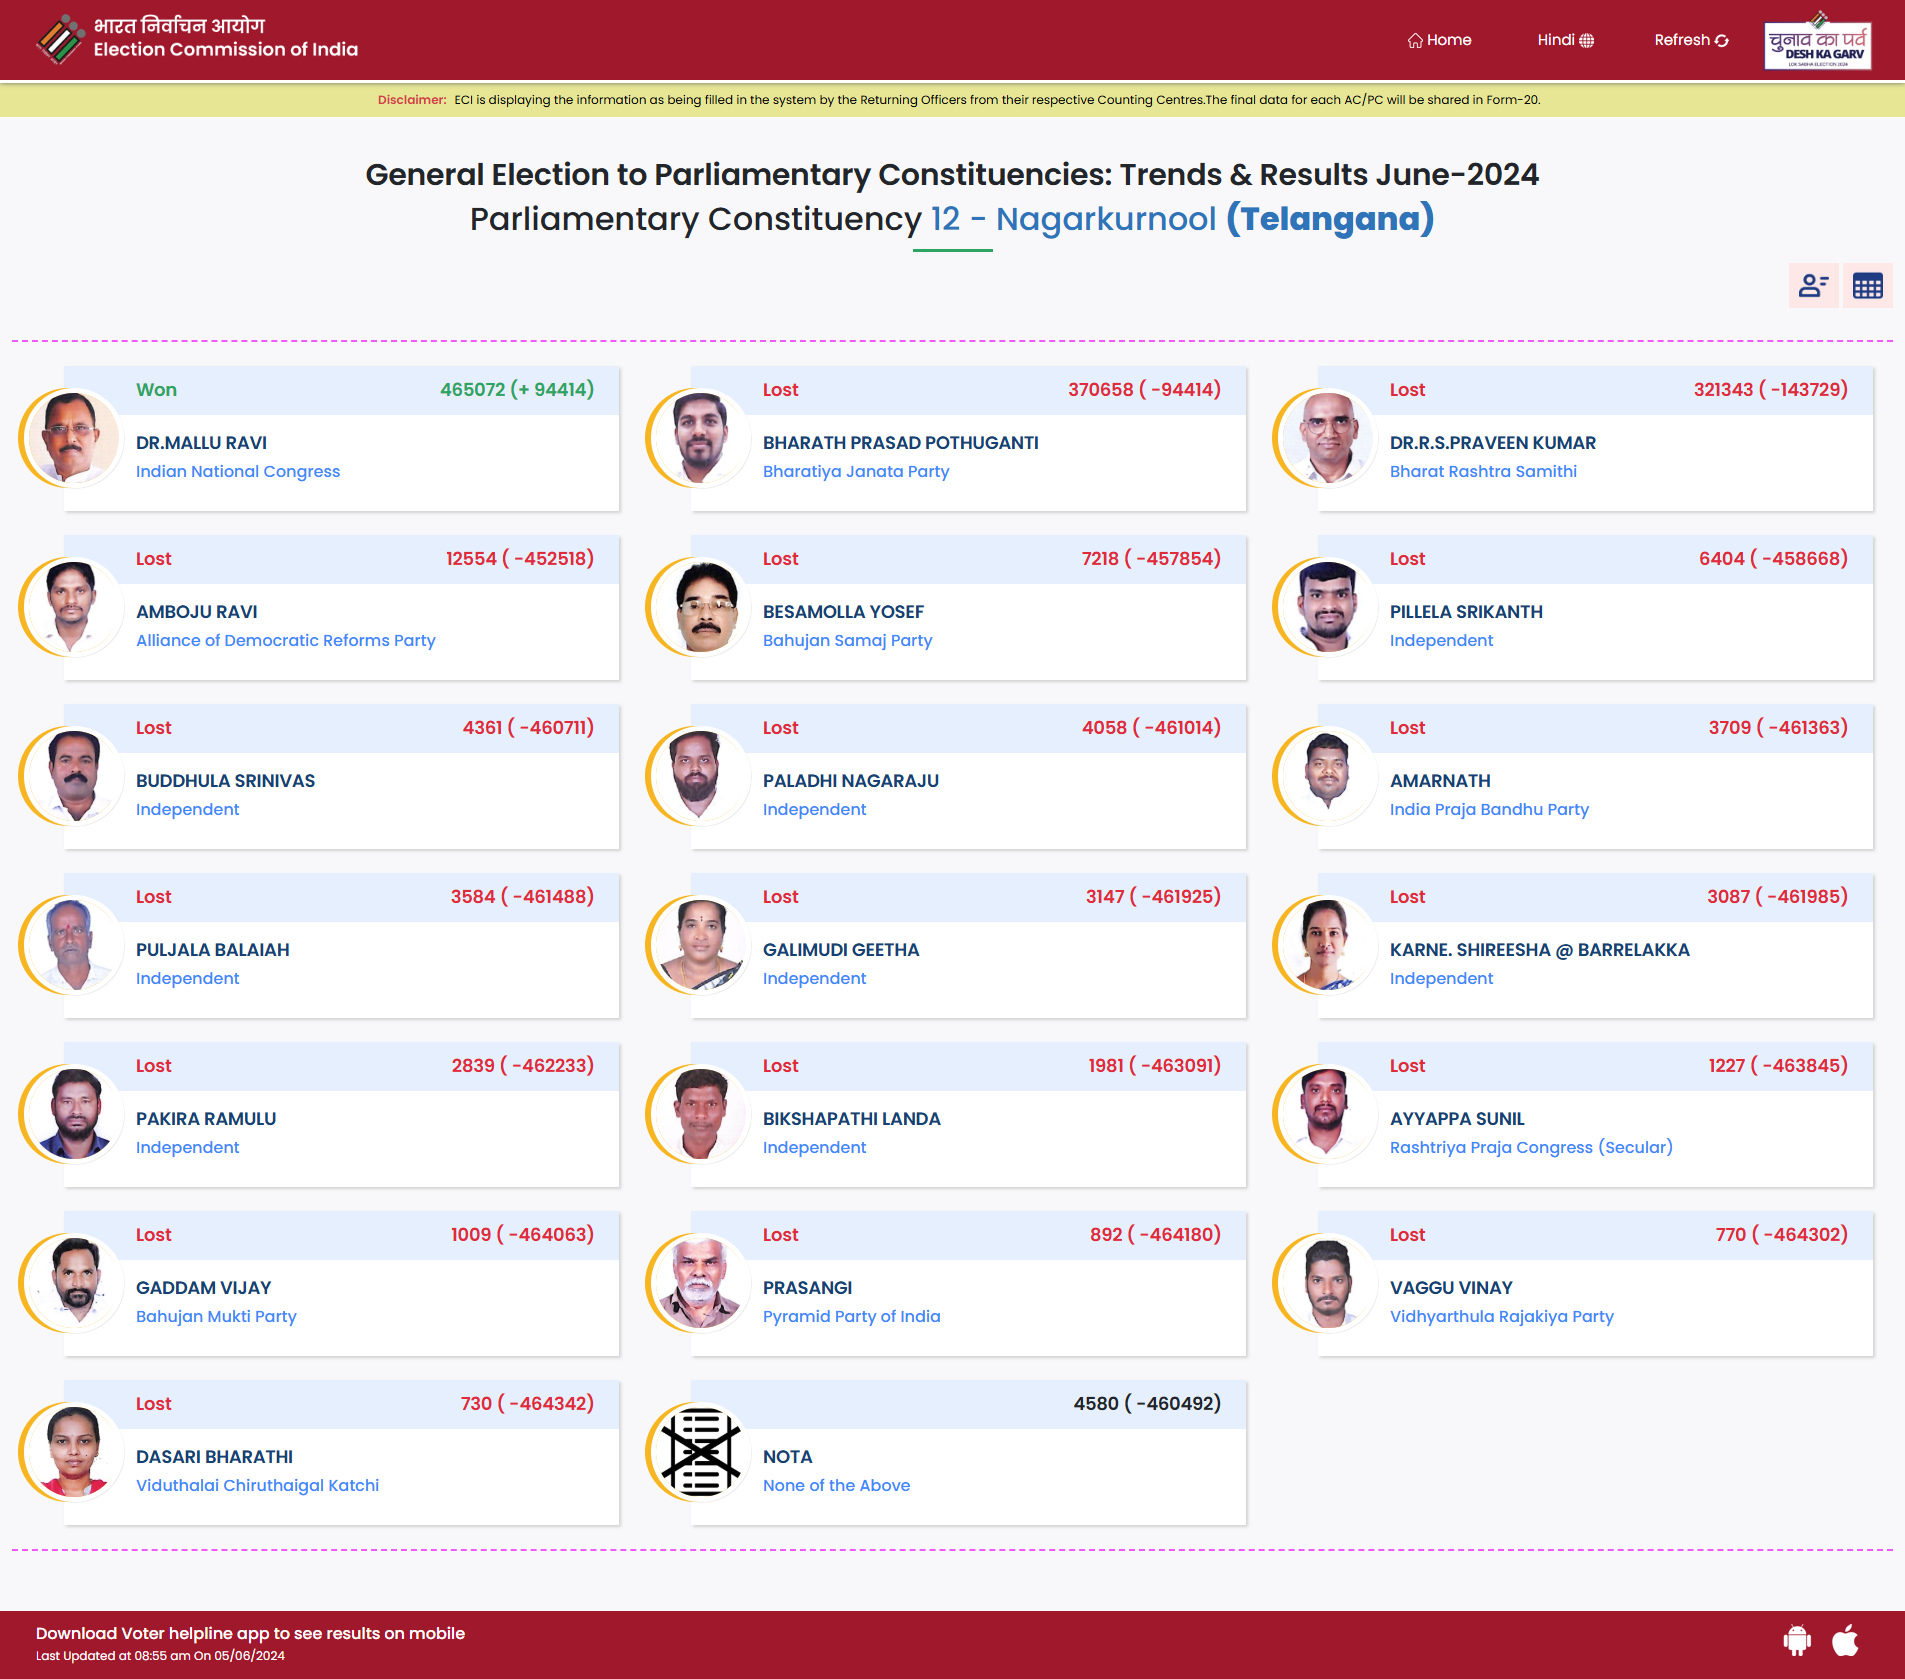 भारत निर्वाचन आयोग
Election Commission of India
Home
Hindi
Refresh
चुनाव का पर्व
DESH KA GARV
LOK SABHA ELECTION 2024
Disclaimer: ECI is displaying the information as being filled in the system by the Returning Officers from their respective Counting Centres.The final data for each AC/PC will be shared in Form-20.
General Election to Parliamentary Constituencies: Trends & Results June-2024
Parliamentary Constituency 12 - Nagarkurnool (Telangana)
Won 465072 (+ 94414)
DR.MALLU RAVI
Indian National Congress
Lost 370658 ( -94414)
BHARATH PRASAD POTHUGANTI
Bharatiya Janata Party
Lost 321343 ( -143729)
DR.R.S.PRAVEEN KUMAR
Bharat Rashtra Samithi
Lost 12554 ( -452518)
AMBOJU RAVI
Alliance of Democratic Reforms Party
Lost 7218 ( -457854)
BESAMOLLA YOSEF
Bahujan Samaj Party
Lost 6404 ( -458668)
PILLELA SRIKANTH
Independent
Lost 4361 ( -460711)
BUDDHULA SRINIVAS
Independent
Lost 4058 ( -461014)
PALADHI NAGARAJU
Independent
Lost 3709 ( -461363)
AMARNATH
India Praja Bandhu Party
Lost 3584 ( -461488)
PULJALA BALAIAH
Independent
Lost 3147 ( -461925)
GALIMUDI GEETHA
Independent
Lost 3087 ( -461985)
KARNE. SHIREESHA @ BARRELAKKA
Independent
Lost 2839 ( -462233)
PAKIRA RAMULU
Independent
Lost 1981 ( -463091)
BIKSHAPATHI LANDA
Independent
Lost 1227 ( -463845)
AYYAPPA SUNIL
Rashtriya Praja Congress (Secular)
Lost 1009 ( -464063)
GADDAM VIJAY
Bahujan Mukti Party
Lost 892 ( -464180)
PRASANGI
Pyramid Party of India
Lost 770 ( -464302)
VAGGU VINAY
Vidhyarthula Rajakiya Party
Lost 730 ( -464342)
DASARI BHARATHI
Viduthalai Chiruthaigal Katchi
4580 ( -460492)
NOTA
None of the Above
Download Voter helpline app to see results on mobile
Last Updated at 08:55 am On 05/06/2024